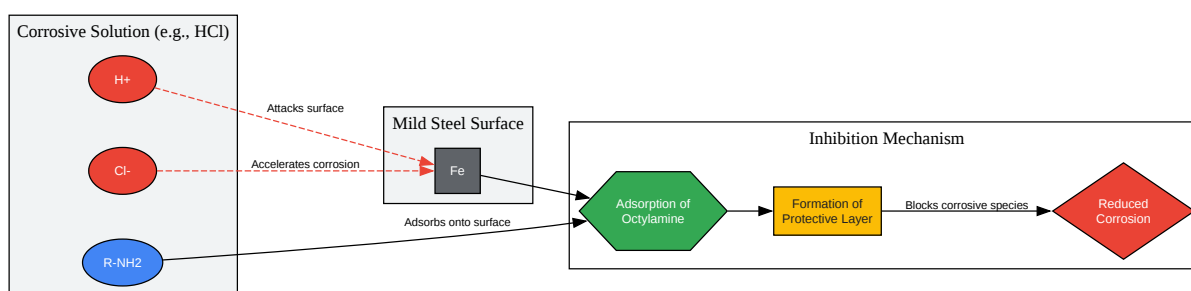 Corrosive Solution (e.g., HCl)
H+
Attacks surface
Cl-
Accelerates corrosion
R-NH2
Adsorbs onto surface
Mild Steel Surface
Fe
Inhibition Mechanism
Adsorption of
Octylamine
Formation of
Protective Layer
Blocks corrosive species
Reduced
Corrosion